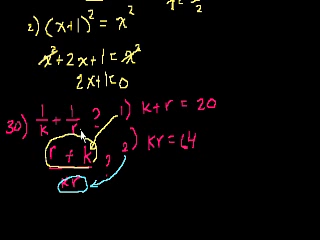 2) (x+1)² = x²
x²+2x+1=x²
2x+1=0
30) 1/k + 1/r ? 1) k+r = 20
r + k ? 2) kr=64
kr